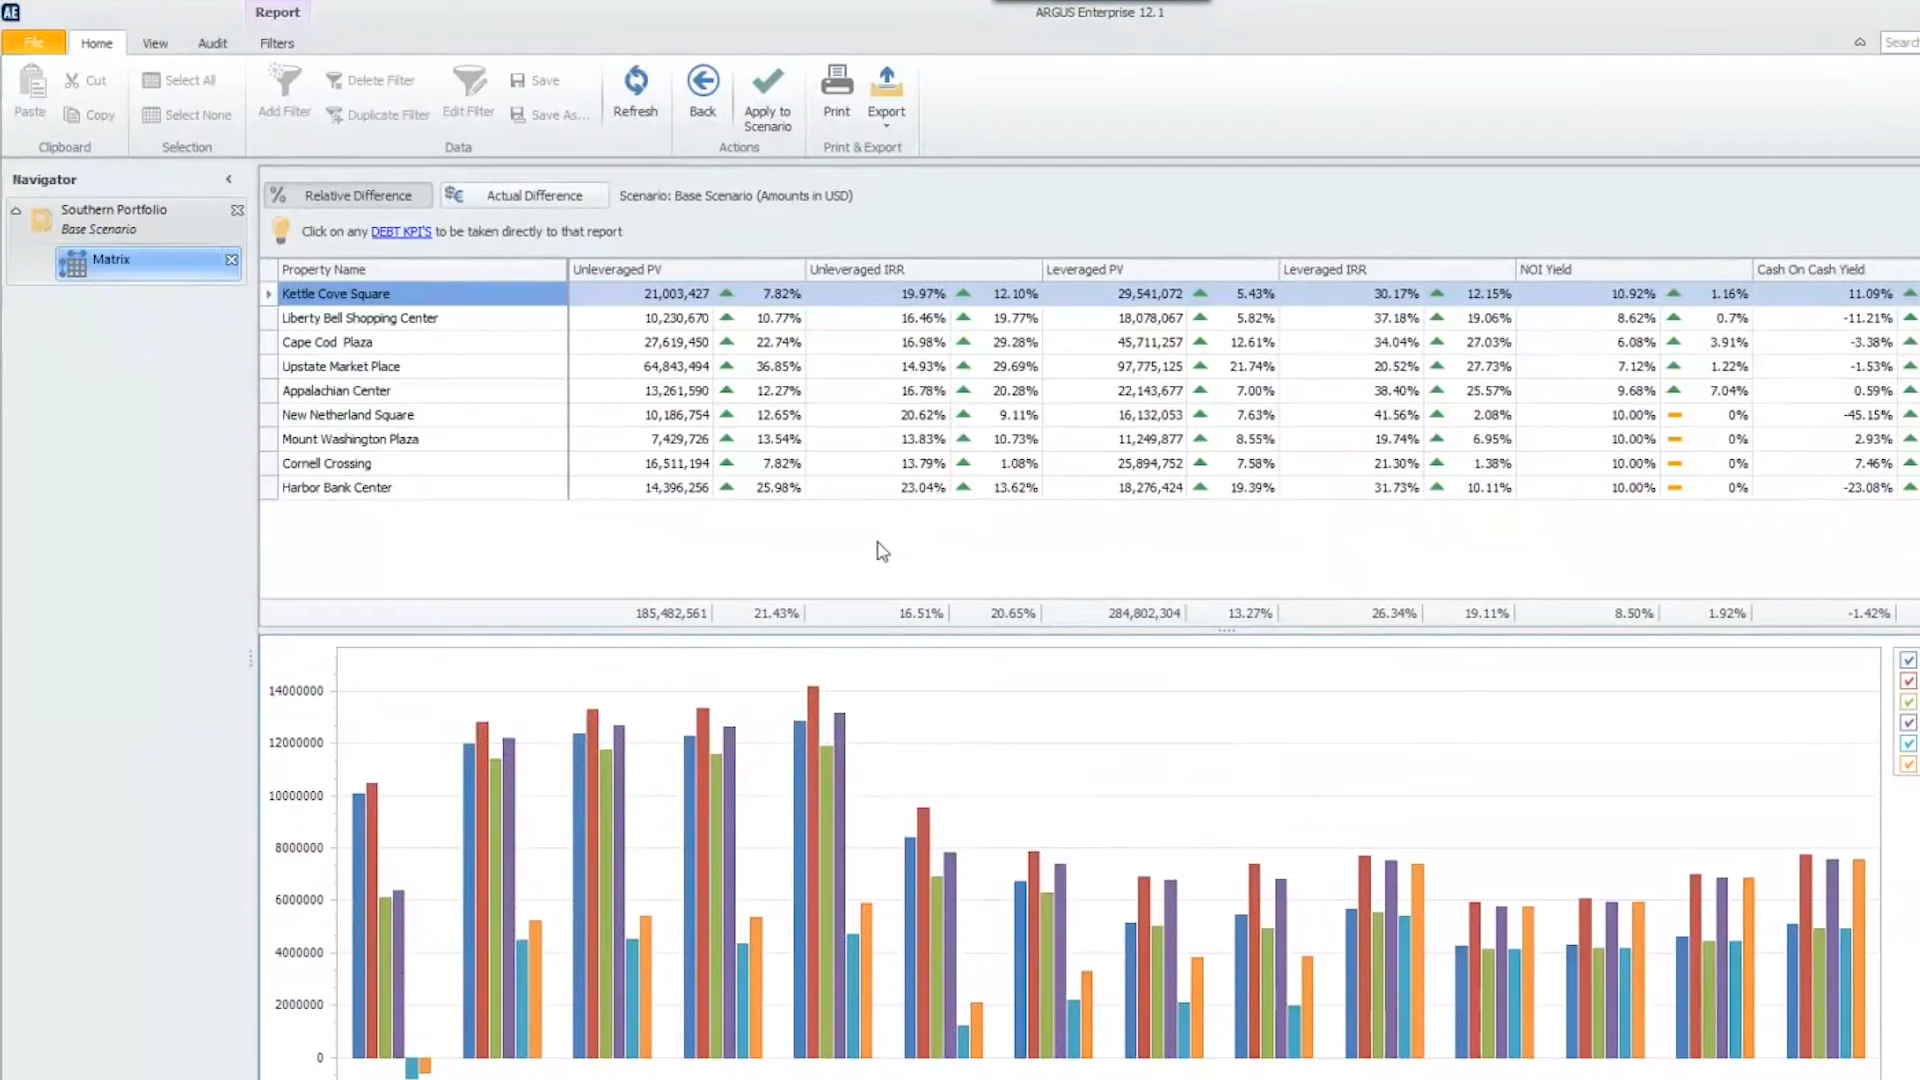 AE
Report
ARGUS Enterprise 12.1
File
Home
View
Audit
Filters
Search
Paste
Cut
Copy
Clipboard
Select All
Select None
Selection
Add Filter
Delete Filter
Duplicate Filter
Edit Filter
Save
Save As...
Data
Refresh
Back
Apply to
Scenario
Actions
Print
Export
Print & Export
Navigator
Southern Portfolio
Base Scenario
Matrix
% Relative Difference
$€ Actual Difference
Scenario: Base Scenario (Amounts in USD)
Click on any DEBT KPI'S to be taken directly to that report
Property Name Unleveraged PV Unleveraged IRR Leveraged PV Leveraged IRR NOI Yield Cash On Cash Yield
Kettle Cove Square 21,003,427 7.82% 19.97% 12.10% 29,541,072 5.43% 30.17% 12.15% 10.92% 1.16% 11.09%
Liberty Bell Shopping Center 10,230,670 10.77% 16.46% 19.77% 18,078,067 5.82% 37.18% 19.06% 8.62% 0.7% -11.21%
Cape Cod Plaza 27,619,450 22.74% 16.98% 29.28% 45,711,257 12.61% 34.04% 27.03% 6.08% 3.91% -3.38%
Upstate Market Place 64,843,494 36.85% 14.93% 29.69% 97,775,125 21.74% 20.52% 27.73% 7.12% 1.22% -1.53%
Appalachian Center 13,261,590 12.27% 16.78% 20.28% 22,143,677 7.00% 38.40% 25.57% 9.68% 7.04% 0.59%
New Netherland Square 10,186,754 12.65% 20.62% 9.11% 16,132,053 7.63% 41.56% 2.08% 10.00% 0% -45.15%
Mount Washington Plaza 7,429,726 13.54% 13.83% 10.73% 11,249,877 8.55% 19.74% 6.95% 10.00% 0% 2.93%
Cornell Crossing 16,511,194 7.82% 13.79% 1.08% 25,894,752 7.58% 21.30% 1.38% 10.00% 0% 7.46%
Harbor Bank Center 14,396,256 25.98% 23.04% 13.62% 18,276,424 19.39% 31.73% 10.11% 10.00% 0% -23.08%
185,482,561 21.43% 16.51% 20.65% 284,802,304 13.27% 26.34% 19.11% 8.50% 1.92% -1.42%
14000000
12000000
10000000
8000000
6000000
4000000
2000000
0